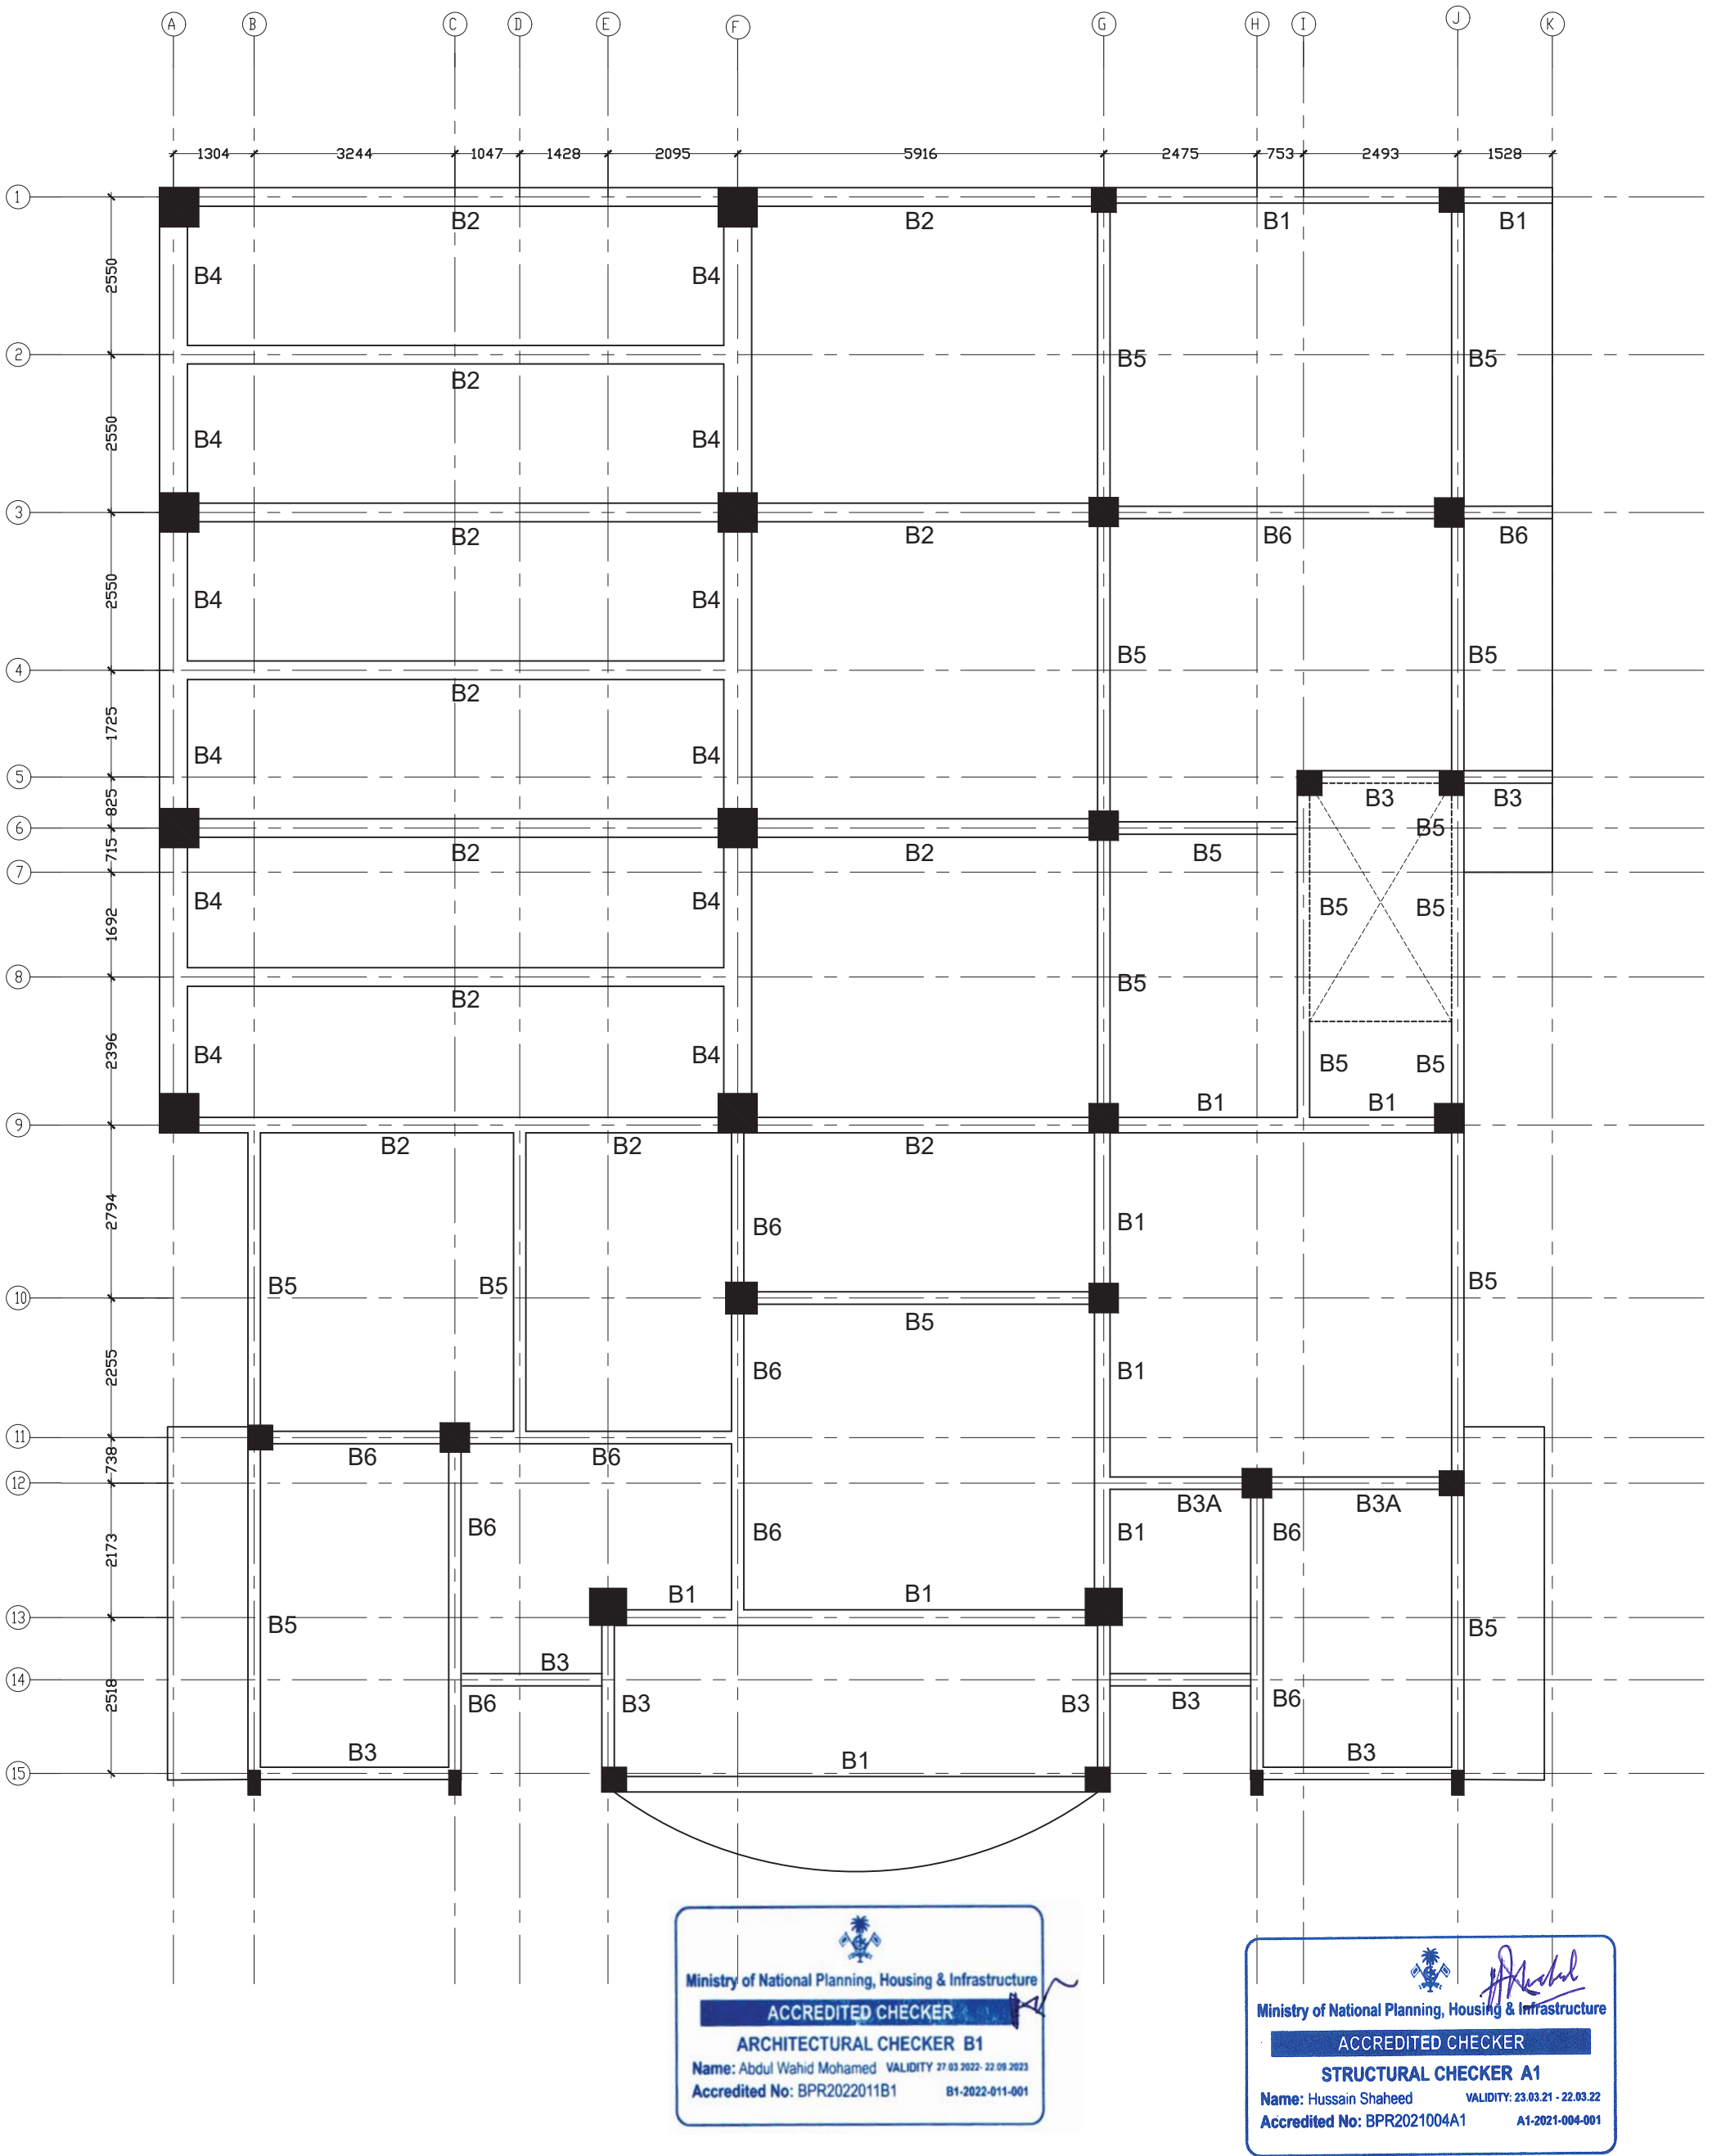 A B C D E F G H I J K
1304 3244 1047 1428 2095 5916 2475 753 2493 1528
1
B2 B2 B1 B1
2550
B4 B4
2
B5 B5
B2
2550
B4 B4
3
B2 B2 B6 B6
2550
B4 B4
B5 B5
4
B2
1725
B4 B4
5
825
B3 B3
6
B5
715
B2 B2 B5
7
1692
B4 B4 B5 B5
8
B5
B2
2396
B4 B4 B5 B5
B1 B1
9
B2 B2 B2
2794
B6 B1
B5 B5 B5
10
B5
2255
B6 B1
11
738
B6 B6
12
B3A B3A
2173
B6 B6 B1 B6
B1 B1
13
B5 B5
B3
14
2518
B6 B3 B3 B3 B6
B3 B1 B3
15
Ministry of National Planning, Housing & Infrastructure
ACCREDITED CHECKER
ARCHITECTURAL CHECKER B1
Name: Abdul Wahid Mohamed VALIDITY 27.03 2022- 22.09.2023
Accredited No: BPR2022011B1 B1-2022-011-001
Ministry of National Planning, Housing & Infrastructure
ACCREDITED CHECKER
STRUCTURAL CHECKER A1
Name: Hussain Shaheed VALIDITY: 23.03.21 - 22.03.22
Accredited No: BPR2021004A1 A1-2021-004-001